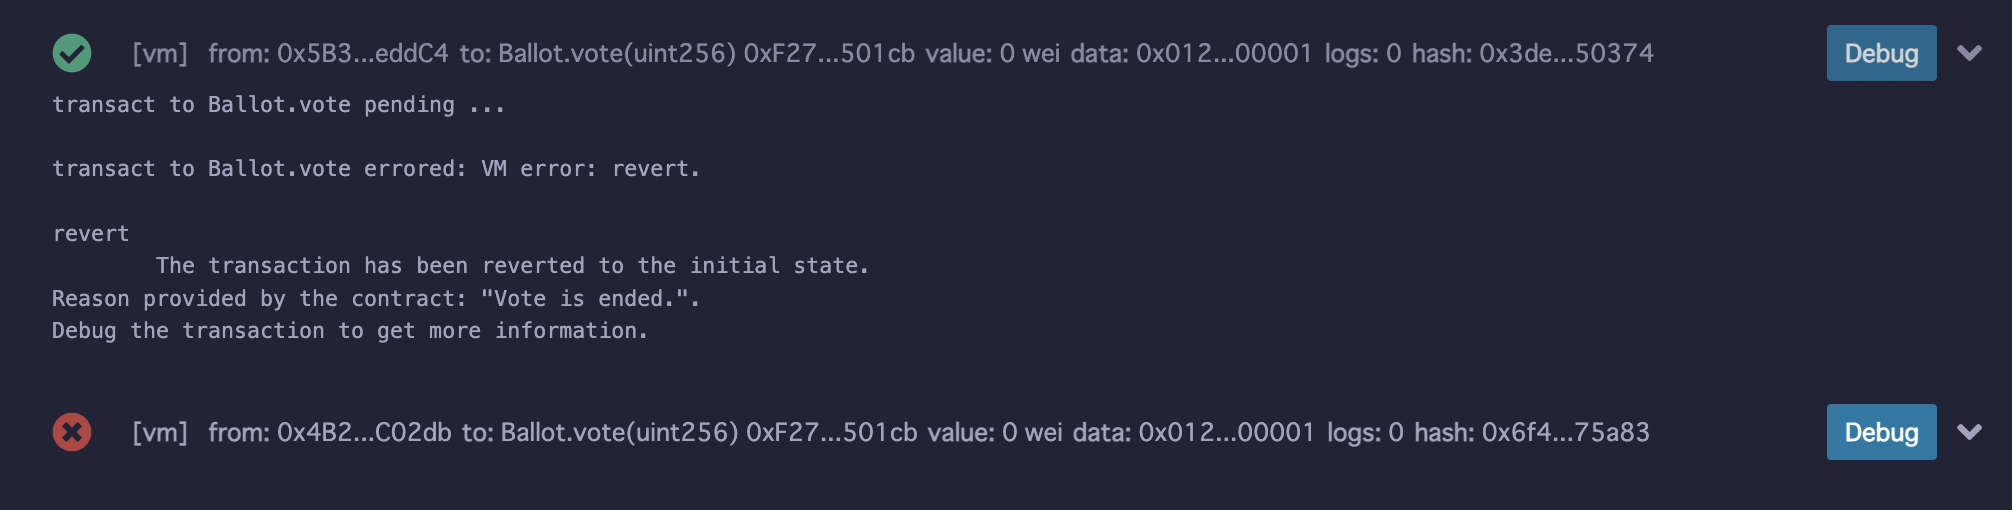 [vm] from: 0x5B3...eddC4 to: Ballot.vote(uint256) 0xF27...501cb value: 0 wei data: 0x012...00001 logs: 0 hash: 0x3de...50374 Debug
transact to Ballot.vote pending ...
transact to Ballot.vote errored: VM error: revert.
revert
The transaction has been reverted to the initial state.
Reason provided by the contract: "Vote is ended.".
Debug the transaction to get more information.
[vm] from: 0x4B2...C02db to: Ballot.vote(uint256) 0xF27...501cb value: 0 wei data: 0x012...00001 logs: 0 hash: 0x6f4...75a83 Debug